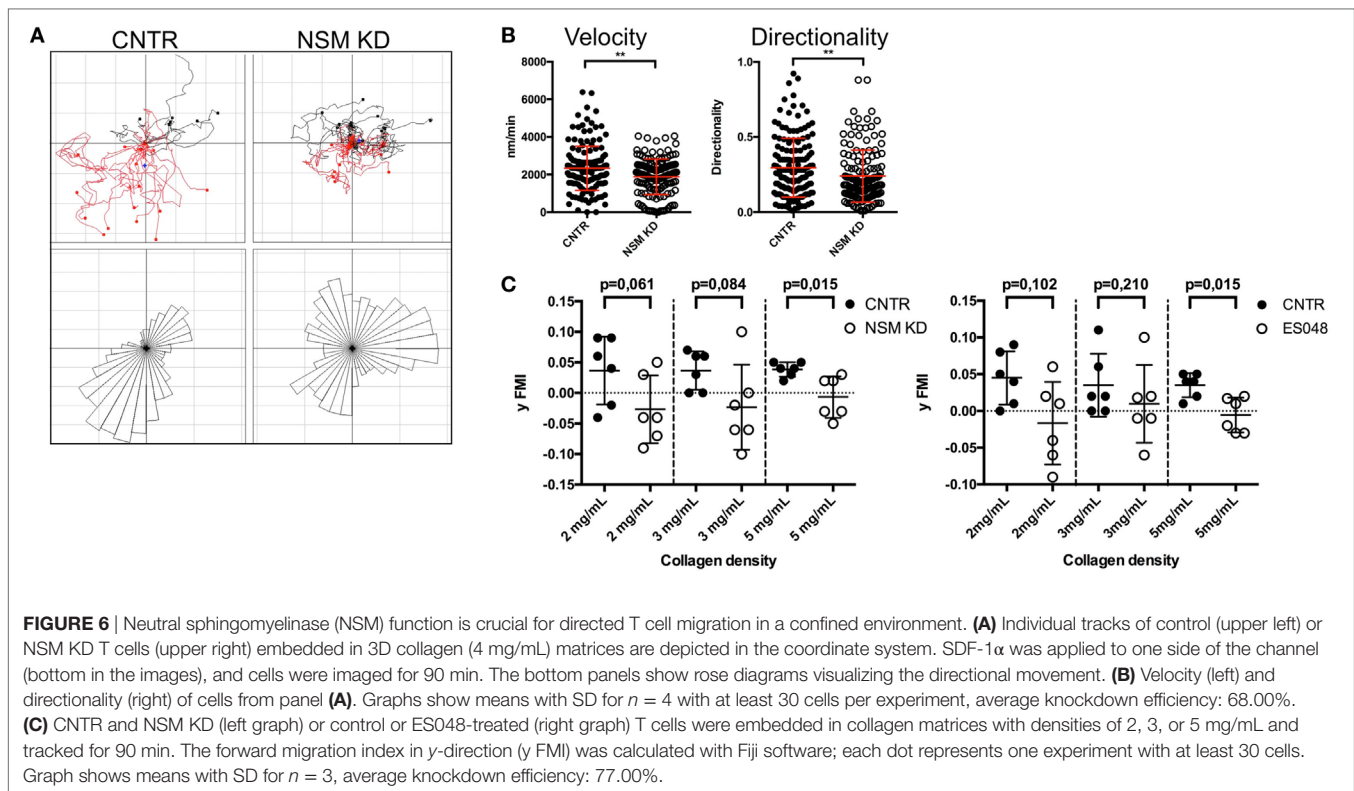 A
CNTR
NSM KD
B
Velocity
**
8000
6000
4000
2000
0
nm/min
CNTR
NSM KD
Directionality
**
1.0
0.5
0.0
Directionality
CNTR
NSM KD
C
p=0,061
p=0,084
p=0,015
CNTR
NSM KD
0.15
0.10
0.05
0.00
-0.05
-0.10
-0.15
y FMI
2 mg/mL
2 mg/mL
3 mg/mL
3 mg/mL
5 mg/mL
5 mg/mL
Collagen density
p=0,102
p=0,210
p=0,015
CNTR
ES048
0.15
0.10
0.05
0.00
-0.05
-0.10
y FMI
2mg/mL
2mg/mL
3mg/mL
3mg/mL
5mg/mL
5mg/mL
Collagen density
FIGURE 6 | Neutral sphingomyelinase (NSM) function is crucial for directed T cell migration in a confined environment. (A) Individual tracks of control (upper left) or
NSM KD T cells (upper right) embedded in 3D collagen (4 mg/mL) matrices are depicted in the coordinate system. SDF-1α was applied to one side of the channel
(bottom in the images), and cells were imaged for 90 min. The bottom panels show rose diagrams visualizing the directional movement. (B) Velocity (left) and
directionality (right) of cells from panel (A). Graphs show means with SD for n = 4 with at least 30 cells per experiment, average knockdown efficiency: 68.00%.
(C) CNTR and NSM KD (left graph) or control or ES048-treated (right graph) T cells were embedded in collagen matrices with densities of 2, 3, or 5 mg/mL and
tracked for 90 min. The forward migration index in y-direction (y FMI) was calculated with Fiji software; each dot represents one experiment with at least 30 cells.
Graph shows means with SD for n = 3, average knockdown efficiency: 77.00%.